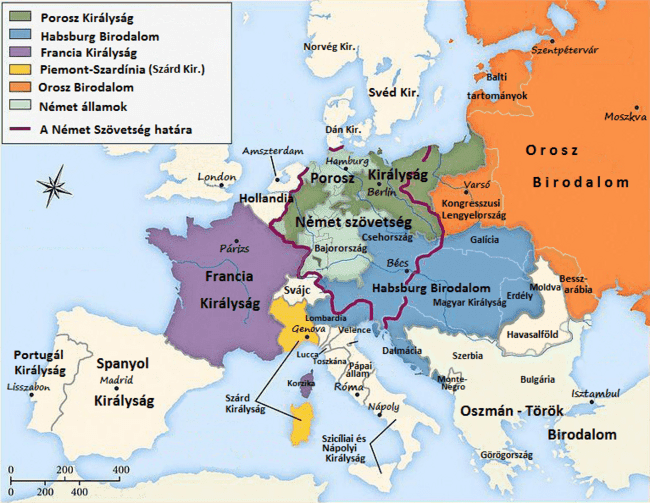 Porosz Királyság
Habsburg Birodalom
Francia Királyság
Piemont-Szardínia (Szárd Kir.)
Orosz Birodalom
Német államok
A Német Szövetség határa
Norvég Kir.
Svéd Kir.
Szentpétervár
Balti
tartományok
Moszkva
Dán Kir.
Orosz
Birodalom
Amszterdam
Hamburg
London
Hollandia
Porosz
Királyság
Berlin
Varsó
Kongresszusi
Lengyelország
Német szövetség
Csehország
Bajorország
Galícia
Párizs
Bécs
Francia
Királyság
Svájc
Habsburg Birodalom
Magyar Királyság
Erdély
Moldva
Bessz-
arábia
Lombardia
Velence
Havasalföld
Genova
Lucca
Toszkána
Dalmácia
Szerbia
Portugál
Királyság
Lisszabon
Spanyol
Madrid
Királyság
Pápai
állam
Korzika
Róma
Monte-
Negro
Bulgária
Szárd
Királyság
Nápoly
Isztambul
Oszmán - Török
Birodalom
Szicíliai és
Nápolyi
Királyság
Görögország
0 200 400
200 400